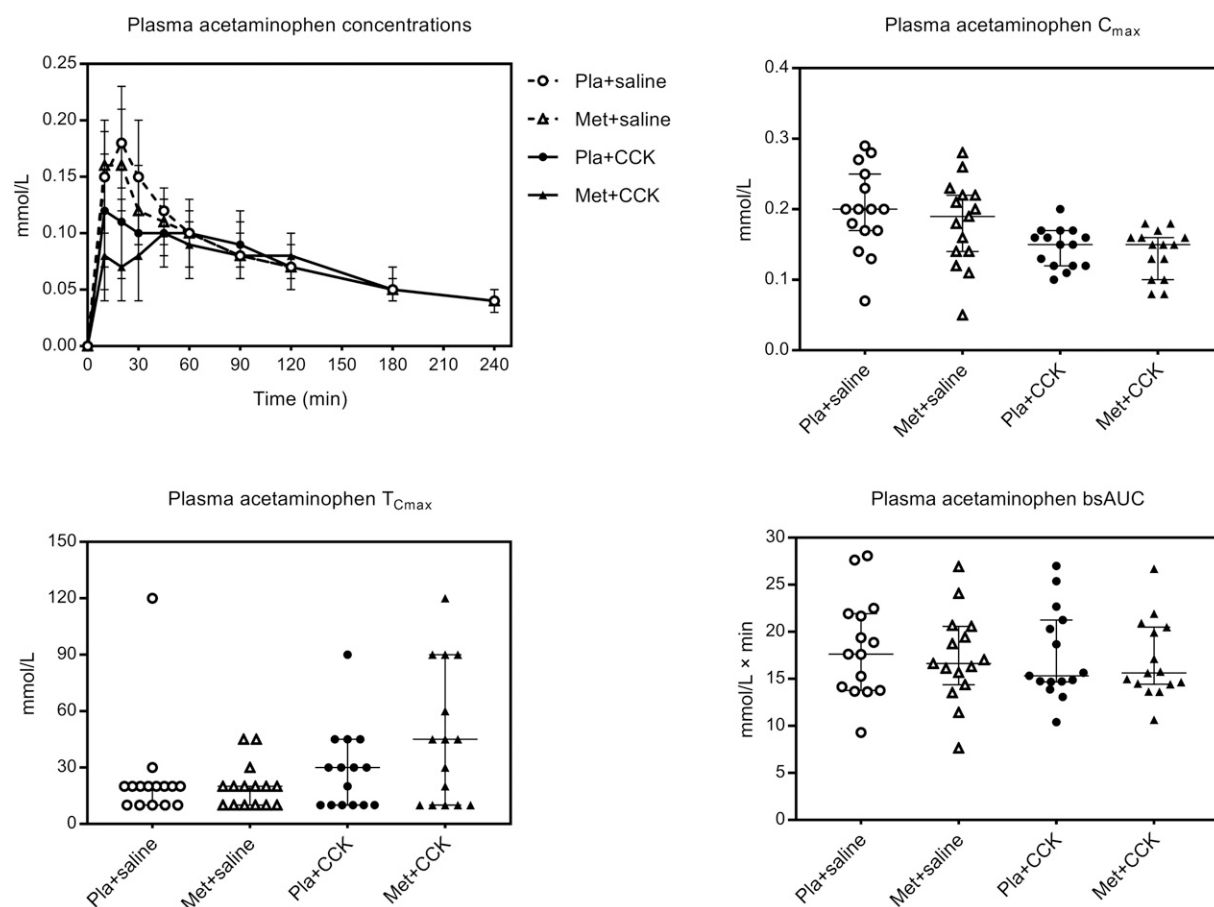 Plasma acetaminophen concentrations
0.25
0.20
0.15
0.10
0.05
0.00
mmol/L
0 30 60 90 120 150 180 210 240
Time (min)
Pla+saline
Met+saline
Pla+CCK
Met+CCK
Plasma acetaminophen Cmax
0.4
0.3
0.2
0.1
0.0
mmol/L
Pla+saline
Met+saline
Pla+CCK
Met+CCK
Plasma acetaminophen TCmax
150
120
90
60
30
0
mmol/L
Pla+saline
Met+saline
Pla+CCK
Met+CCK
Plasma acetaminophen bsAUC
30
25
20
15
10
5
0
mmol/L × min
Pla+saline
Met+saline
Pla+CCK
Met+CCK